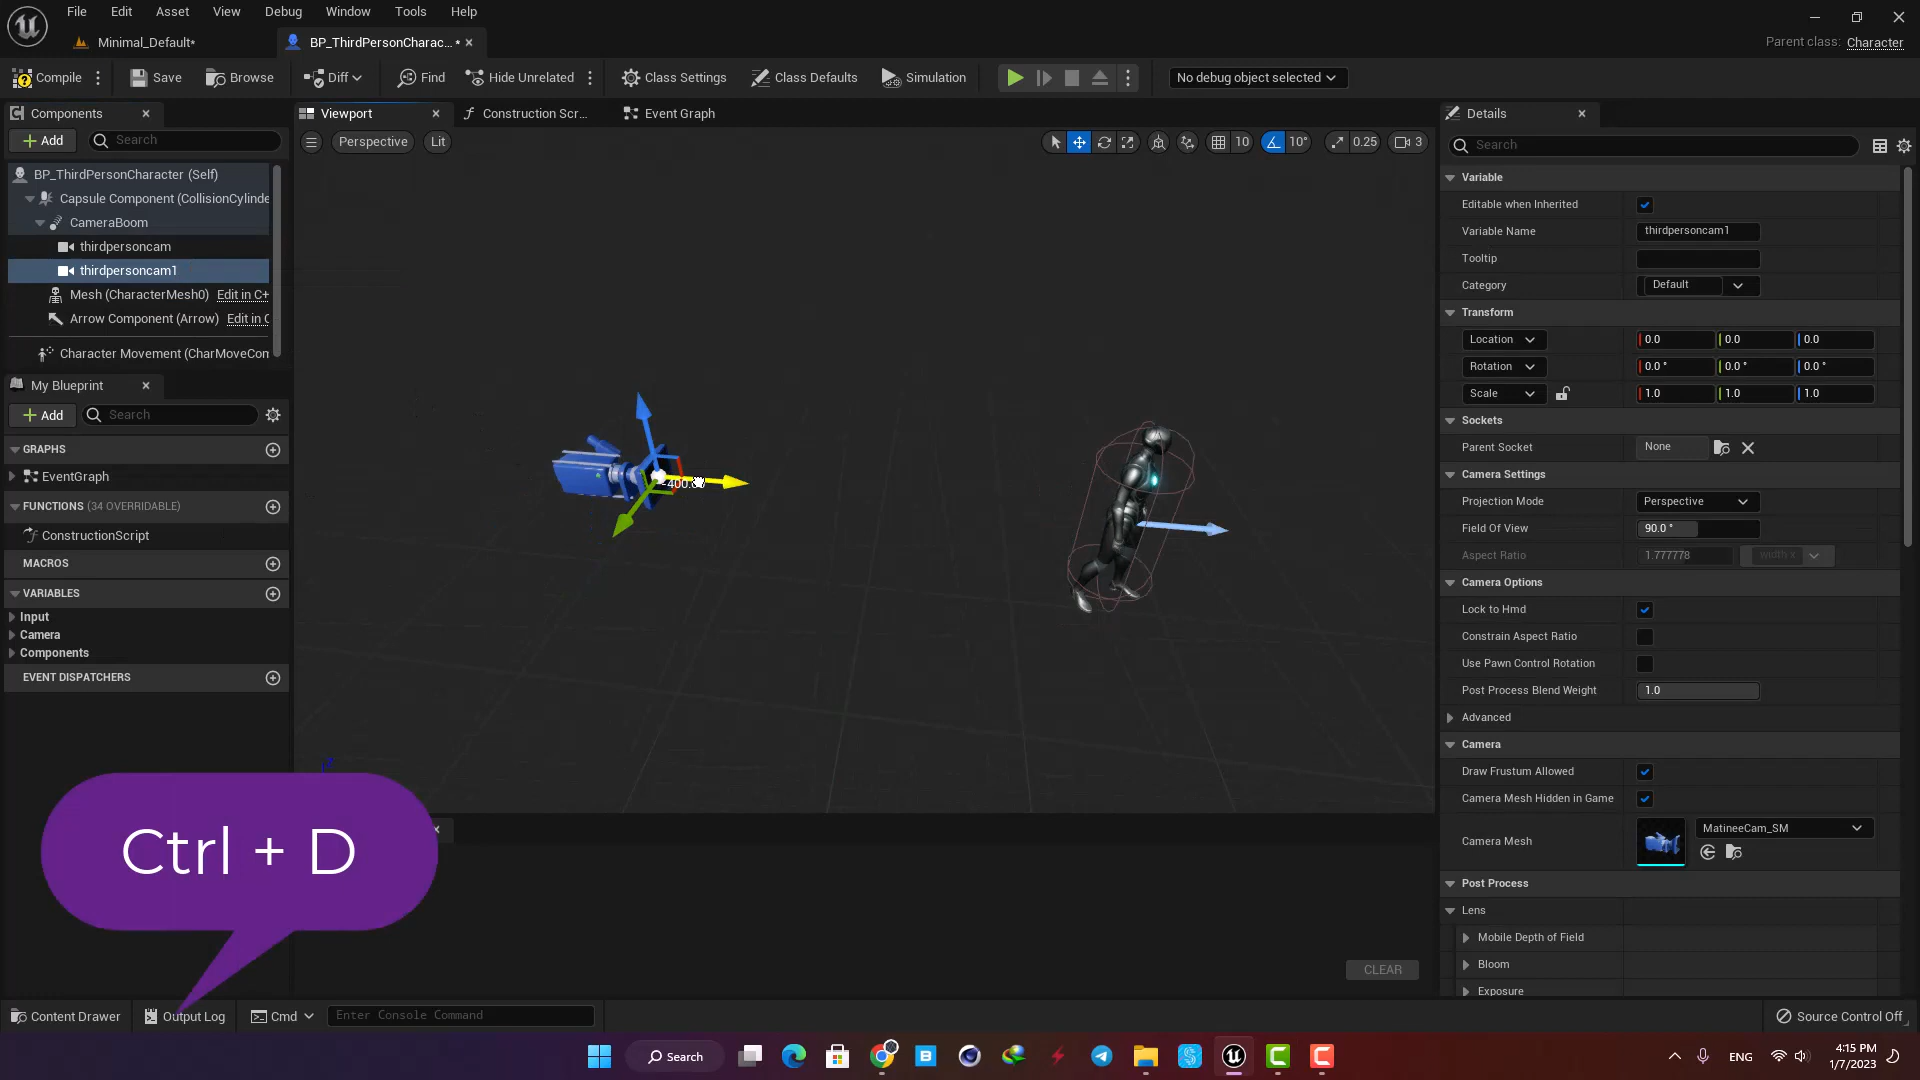 File Edit Asset View Debug Window Tools Help
Minimal_Default*
BP_ThirdPersonCharac... *
Parent class: Character
Compile
Save
Browse
Diff
Find
Hide Unrelated
Class Settings
Class Defaults
Simulation
No debug object selected
Components
Add
Search
BP_ThirdPersonCharacter (Self)
Capsule Component (CollisionCylinde
CameraBoom
thirdpersoncam
thirdpersoncam1
Mesh (CharacterMesh0) Edit in C+
Arrow Component (Arrow) Edit in C
Character Movement (CharMoveCon
My Blueprint
Add
Search
GRAPHS
EventGraph
FUNCTIONS (34 OVERRIDABLE)
ConstructionScript
MACROS
VARIABLES
Input
Camera
Components
EVENT DISPATCHERS
Viewport
Construction Scr...
Event Graph
Perspective
Lit
10
10°
0.25
3
Ctrl + D
CLEAR
Details
Search
Variable
Editable when Inherited
Variable Name thirdpersoncam1
Tooltip
Category Default
Transform
Location 0.0 0.0 0.0
Rotation 0.0 ° 0.0 ° 0.0 °
Scale 1.0 1.0 1.0
Sockets
Parent Socket None
Camera Settings
Projection Mode Perspective
Field Of View 90.0 °
Aspect Ratio 1.777778
Camera Options
Lock to Hmd
Constrain Aspect Ratio
Use Pawn Control Rotation
Post Process Blend Weight 1.0
Advanced
Camera
Draw Frustum Allowed
Camera Mesh Hidden in Game
Camera Mesh MatineeCam_SM
Post Process
Lens
Mobile Depth of Field
Bloom
Exposure
Content Drawer
Output Log
Cmd
Enter Console Command
Source Control Off
Search
ENG
4:15 PM
1/7/2023